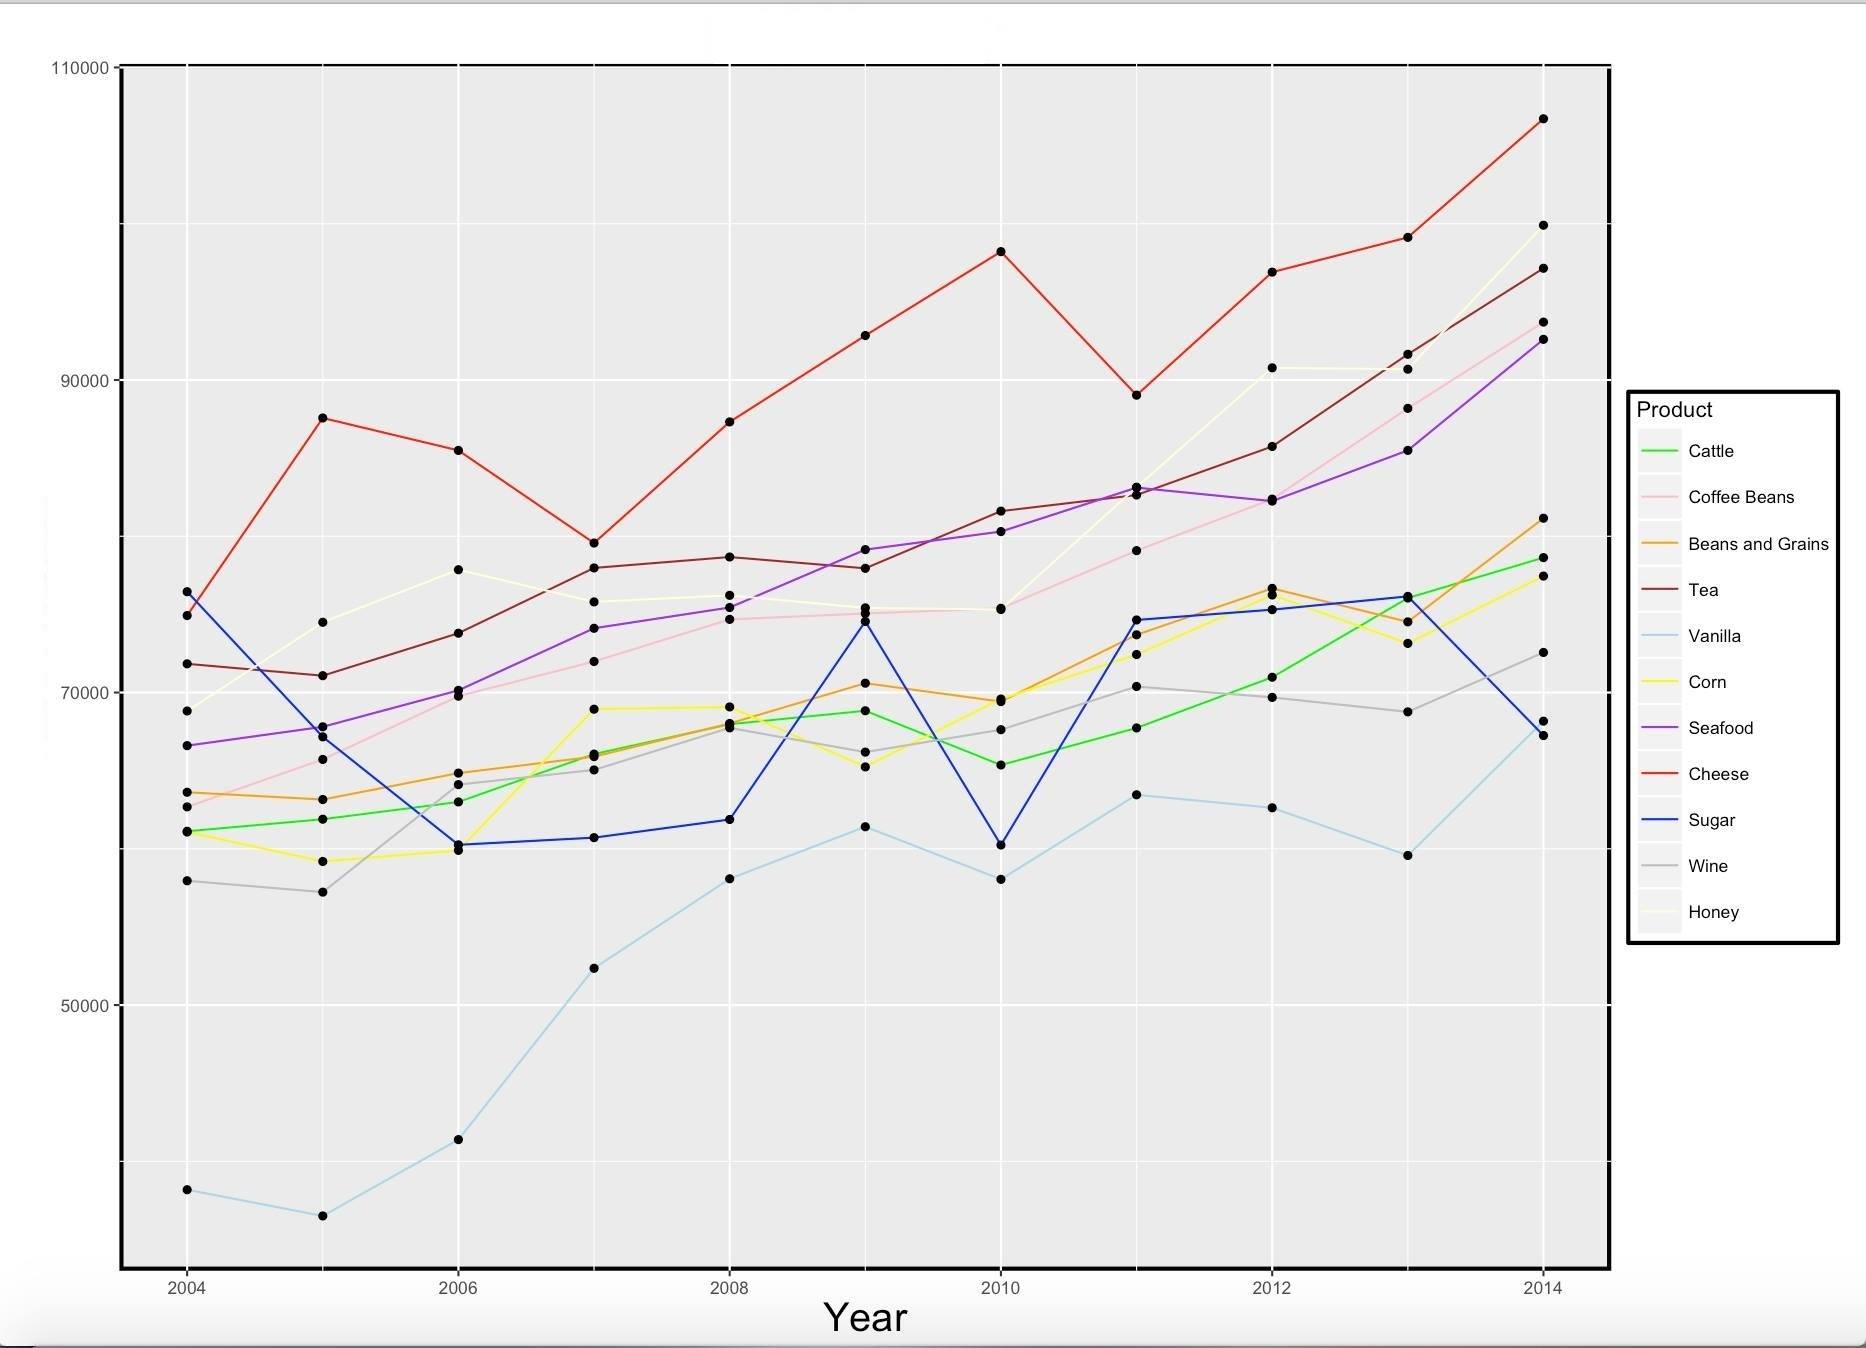 110000
90000
70000
50000
2004 2006 2008 2010 2012 2014
Year
Product
Cattle
Coffee Beans
Beans and Grains
Tea
Vanilla
Corn
Seafood
Cheese
Sugar
Wine
Honey